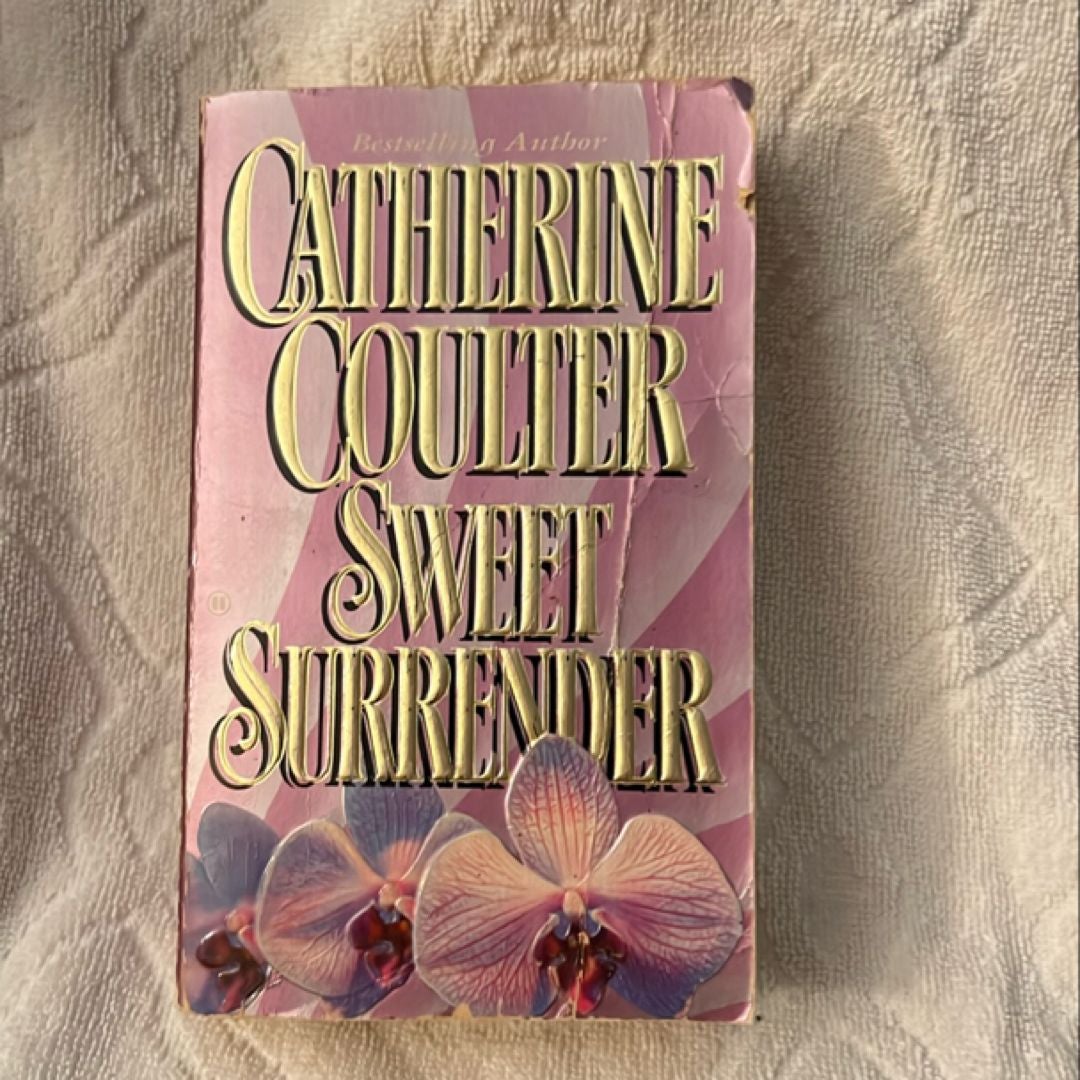 Bestselling Author
CATHERINE
COULTER
SWEET
SURRENDER